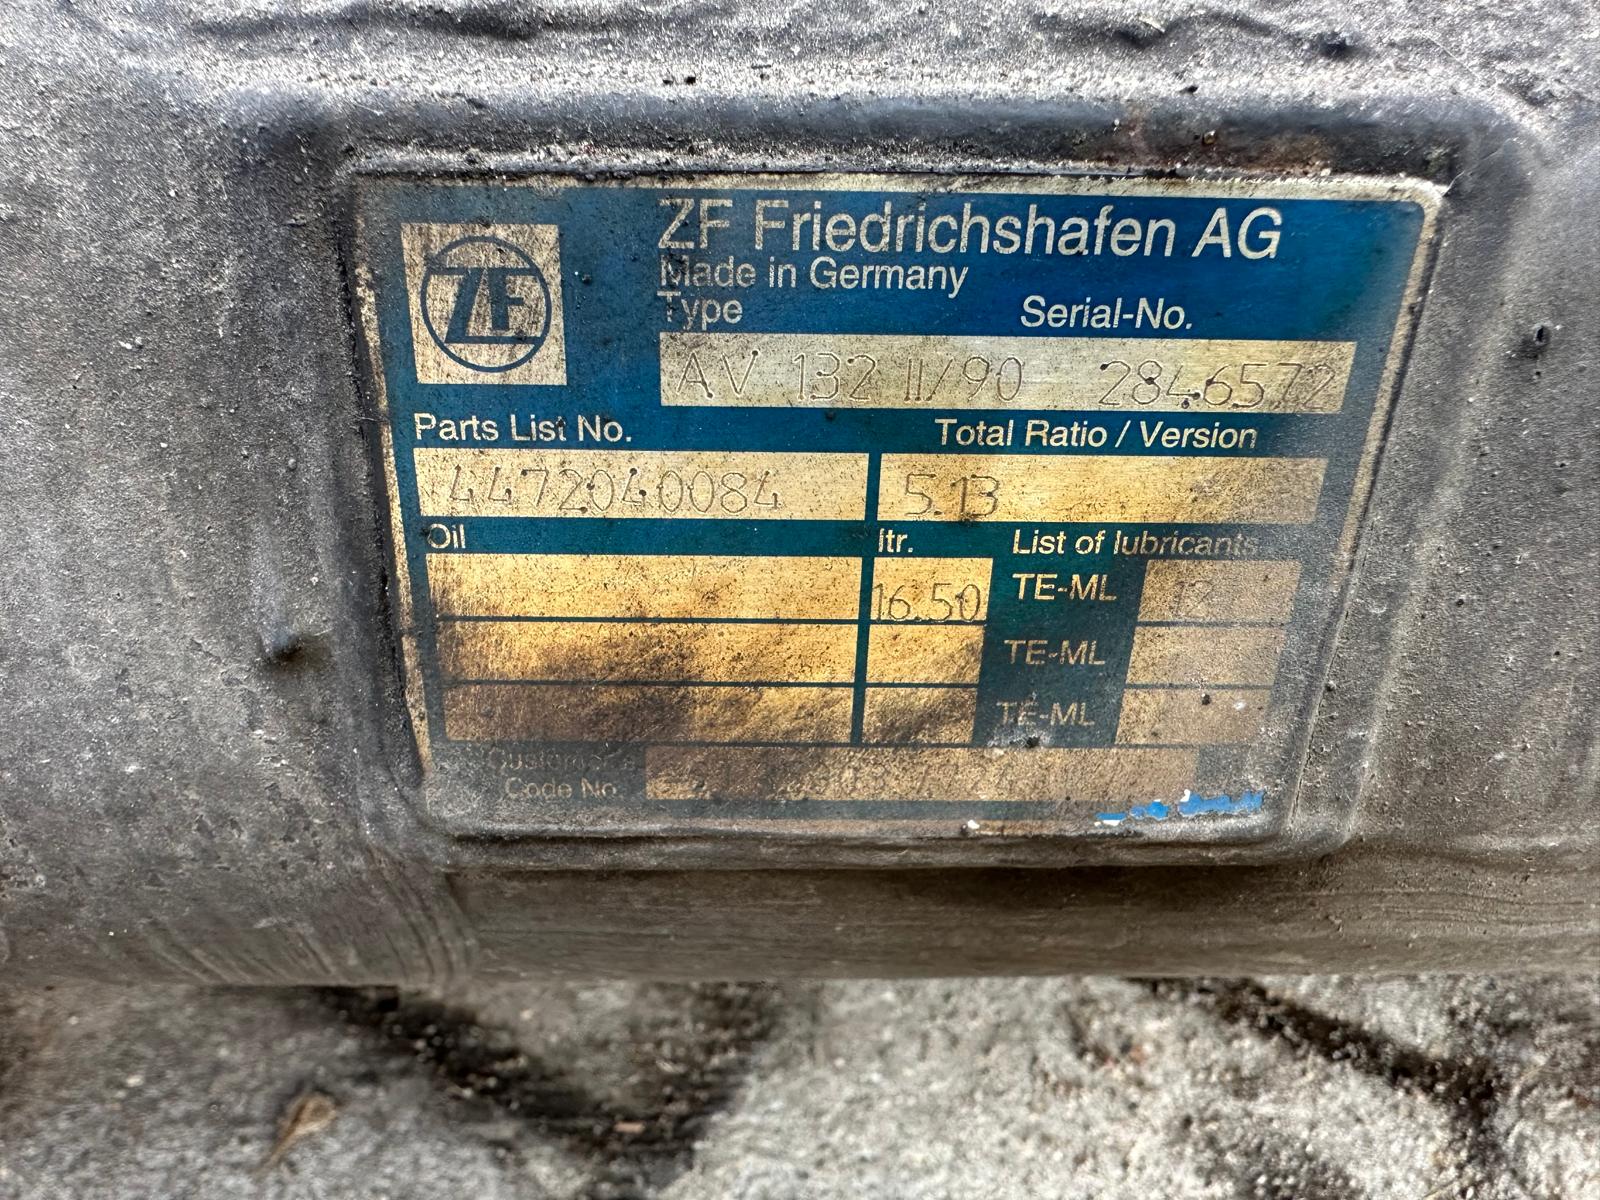 ZF
ZF Friedrichshafen AG
Made in Germany
Type Serial-No.
AV 132 II/90 2846572
Parts List No. Total Ratio / Version
4472040084 5.13
Oil ltr. List of lubricants
16.50 TE-ML 12
TE-ML
TE-ML
Customer
Code No.